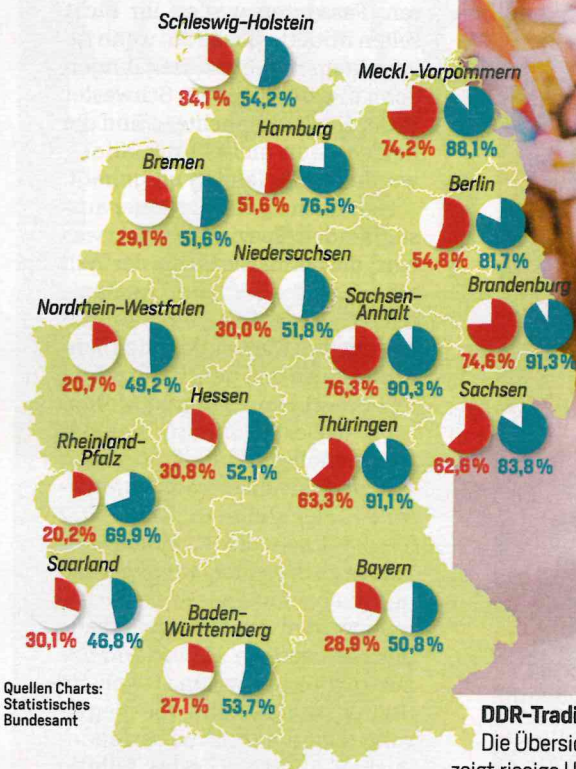 Schleswig-Holstein
34,1% 54,2%
Meckl.-Vorpommern
74,2% 88,1%
Hamburg
51,6% 76,5%
Bremen
29,1% 51,6%
Berlin
54,8% 81,7%
Niedersachsen
30,0% 51,8%
Brandenburg
74,6% 91,3%
Sachsen-
Anhalt
76,3% 90,3%
Nordrhein-Westfalen
20,7% 49,2%
Hessen
30,8% 52,1%
Sachsen
62,6% 83,8%
Thüringen
63,3% 91,1%
Rheinland-
Pfalz
20,2% 69,9%
Saarland
30,1% 46,8%
Bayern
28,9% 50,8%
Baden-
Württemberg
27,1% 53,7%
Quellen Charts:
Statistisches
Bundesamt
DDR-Tradi
Die Übersic